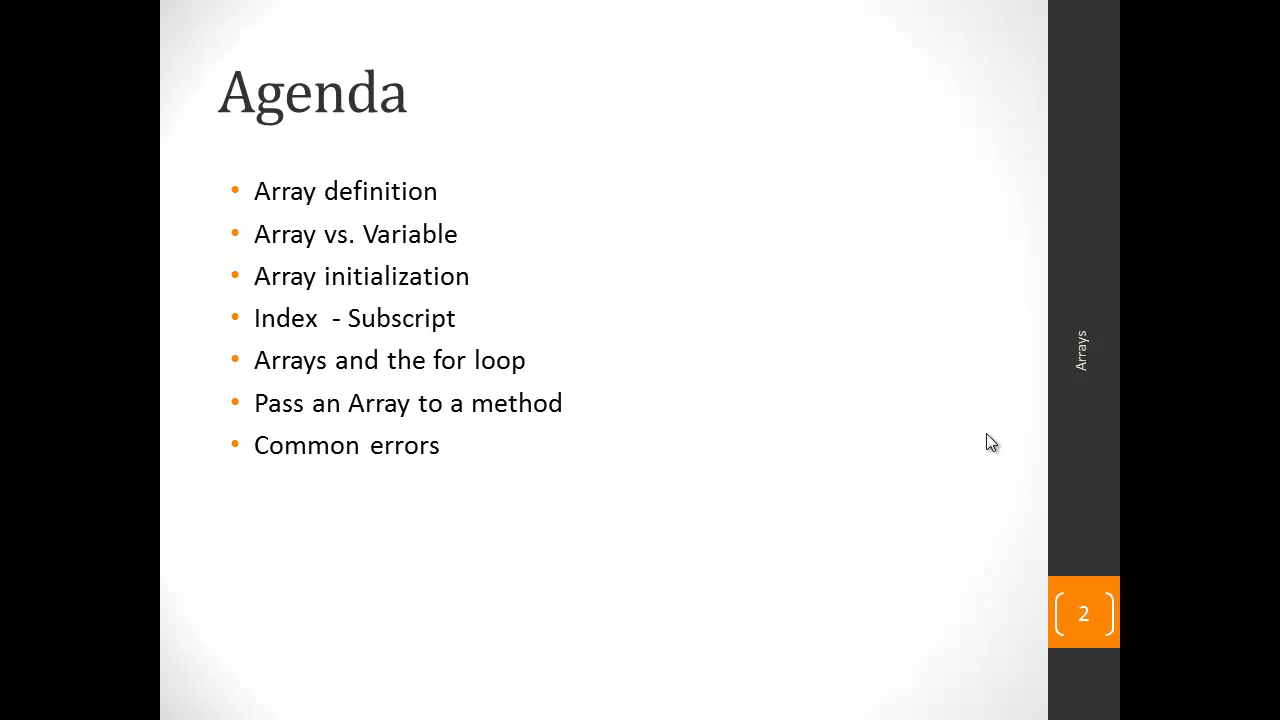 Agenda
• Array definition
• Array vs. Variable
• Array initialization
• Index - Subscript
• Arrays and the for loop
• Pass an Array to a method
• Common errors
Arrays
2